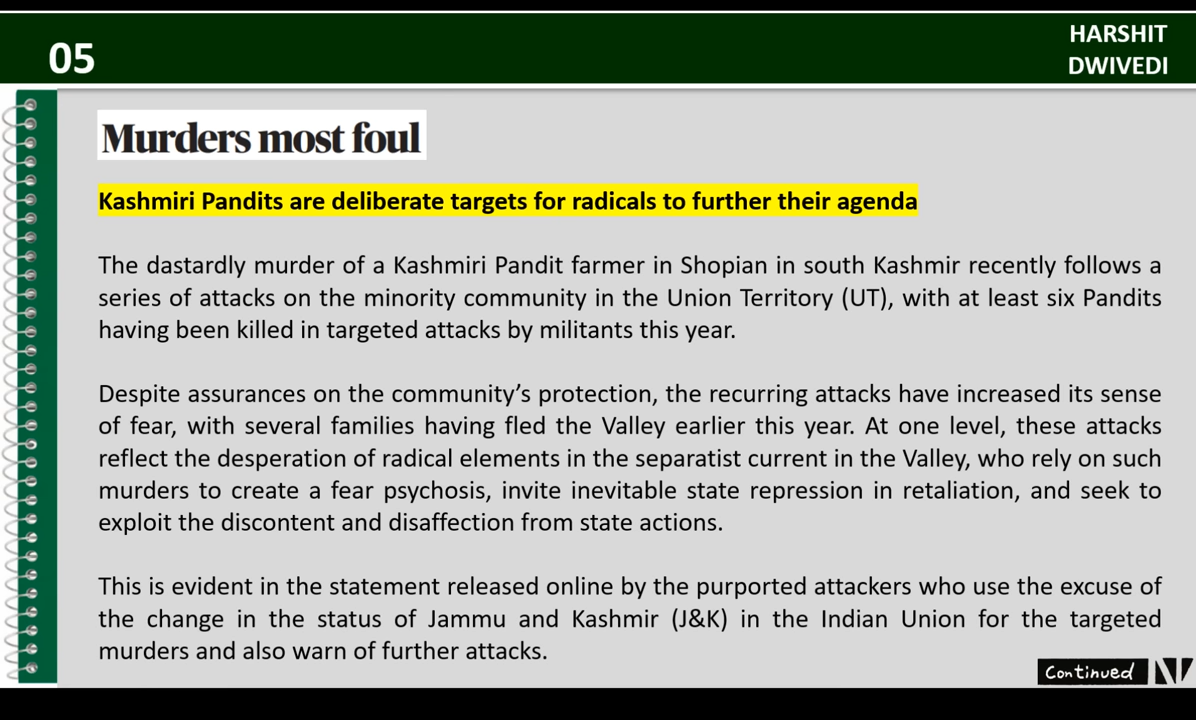 05
HARSHIT
DWIVEDI
Murders most foul
Kashmiri Pandits are deliberate targets for radicals to further their agenda
The dastardly murder of a Kashmiri Pandit farmer in Shopian in south Kashmir recently follows a
series of attacks on the minority community in the Union Territory (UT), with at least six Pandits
having been killed in targeted attacks by militants this year.
Despite assurances on the community’s protection, the recurring attacks have increased its sense
of fear, with several families having fled the Valley earlier this year. At one level, these attacks
reflect the desperation of radical elements in the separatist current in the Valley, who rely on such
murders to create a fear psychosis, invite inevitable state repression in retaliation, and seek to
exploit the discontent and disaffection from state actions.
This is evident in the statement released online by the purported attackers who use the excuse of
the change in the status of Jammu and Kashmir (J&K) in the Indian Union for the targeted
murders and also warn of further attacks.
Continued